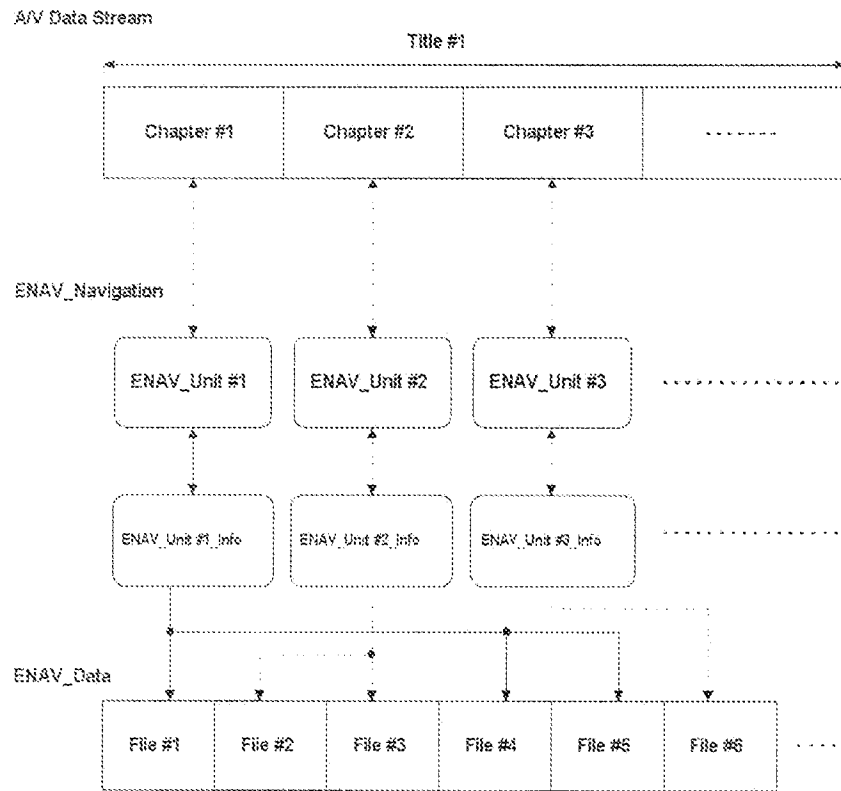 A/V Data Stream
Title #1
Chapter #1 Chapter #2 Chapter #3
ENAV_Navigation
ENAV_Unit #1 ENAV_Unit #2 ENAV_Unit #3
ENAV_Unit #1_Info ENAV_Unit #2_Info ENAV_Unit #3_Info
ENAV_Data
File #1 File #2 File #3 File #4 File #5 File #6